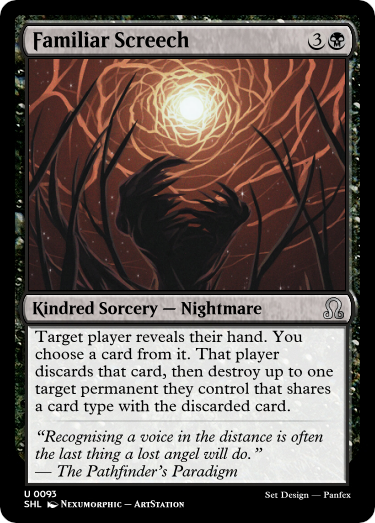 Familiar Screech 3
Kindred Sorcery — Nightmare
Target player reveals their hand. You
choose a card from it. That player
discards that card, then destroy up to one
target permanent they control that shares
a card type with the discarded card.
“Recognising a voice in the distance is often
the last thing a lost angel will do.”
— The Pathfinder’s Paradigm
U 0093
SHL Nexumorphic — ArtStation
Set Design — Panfex